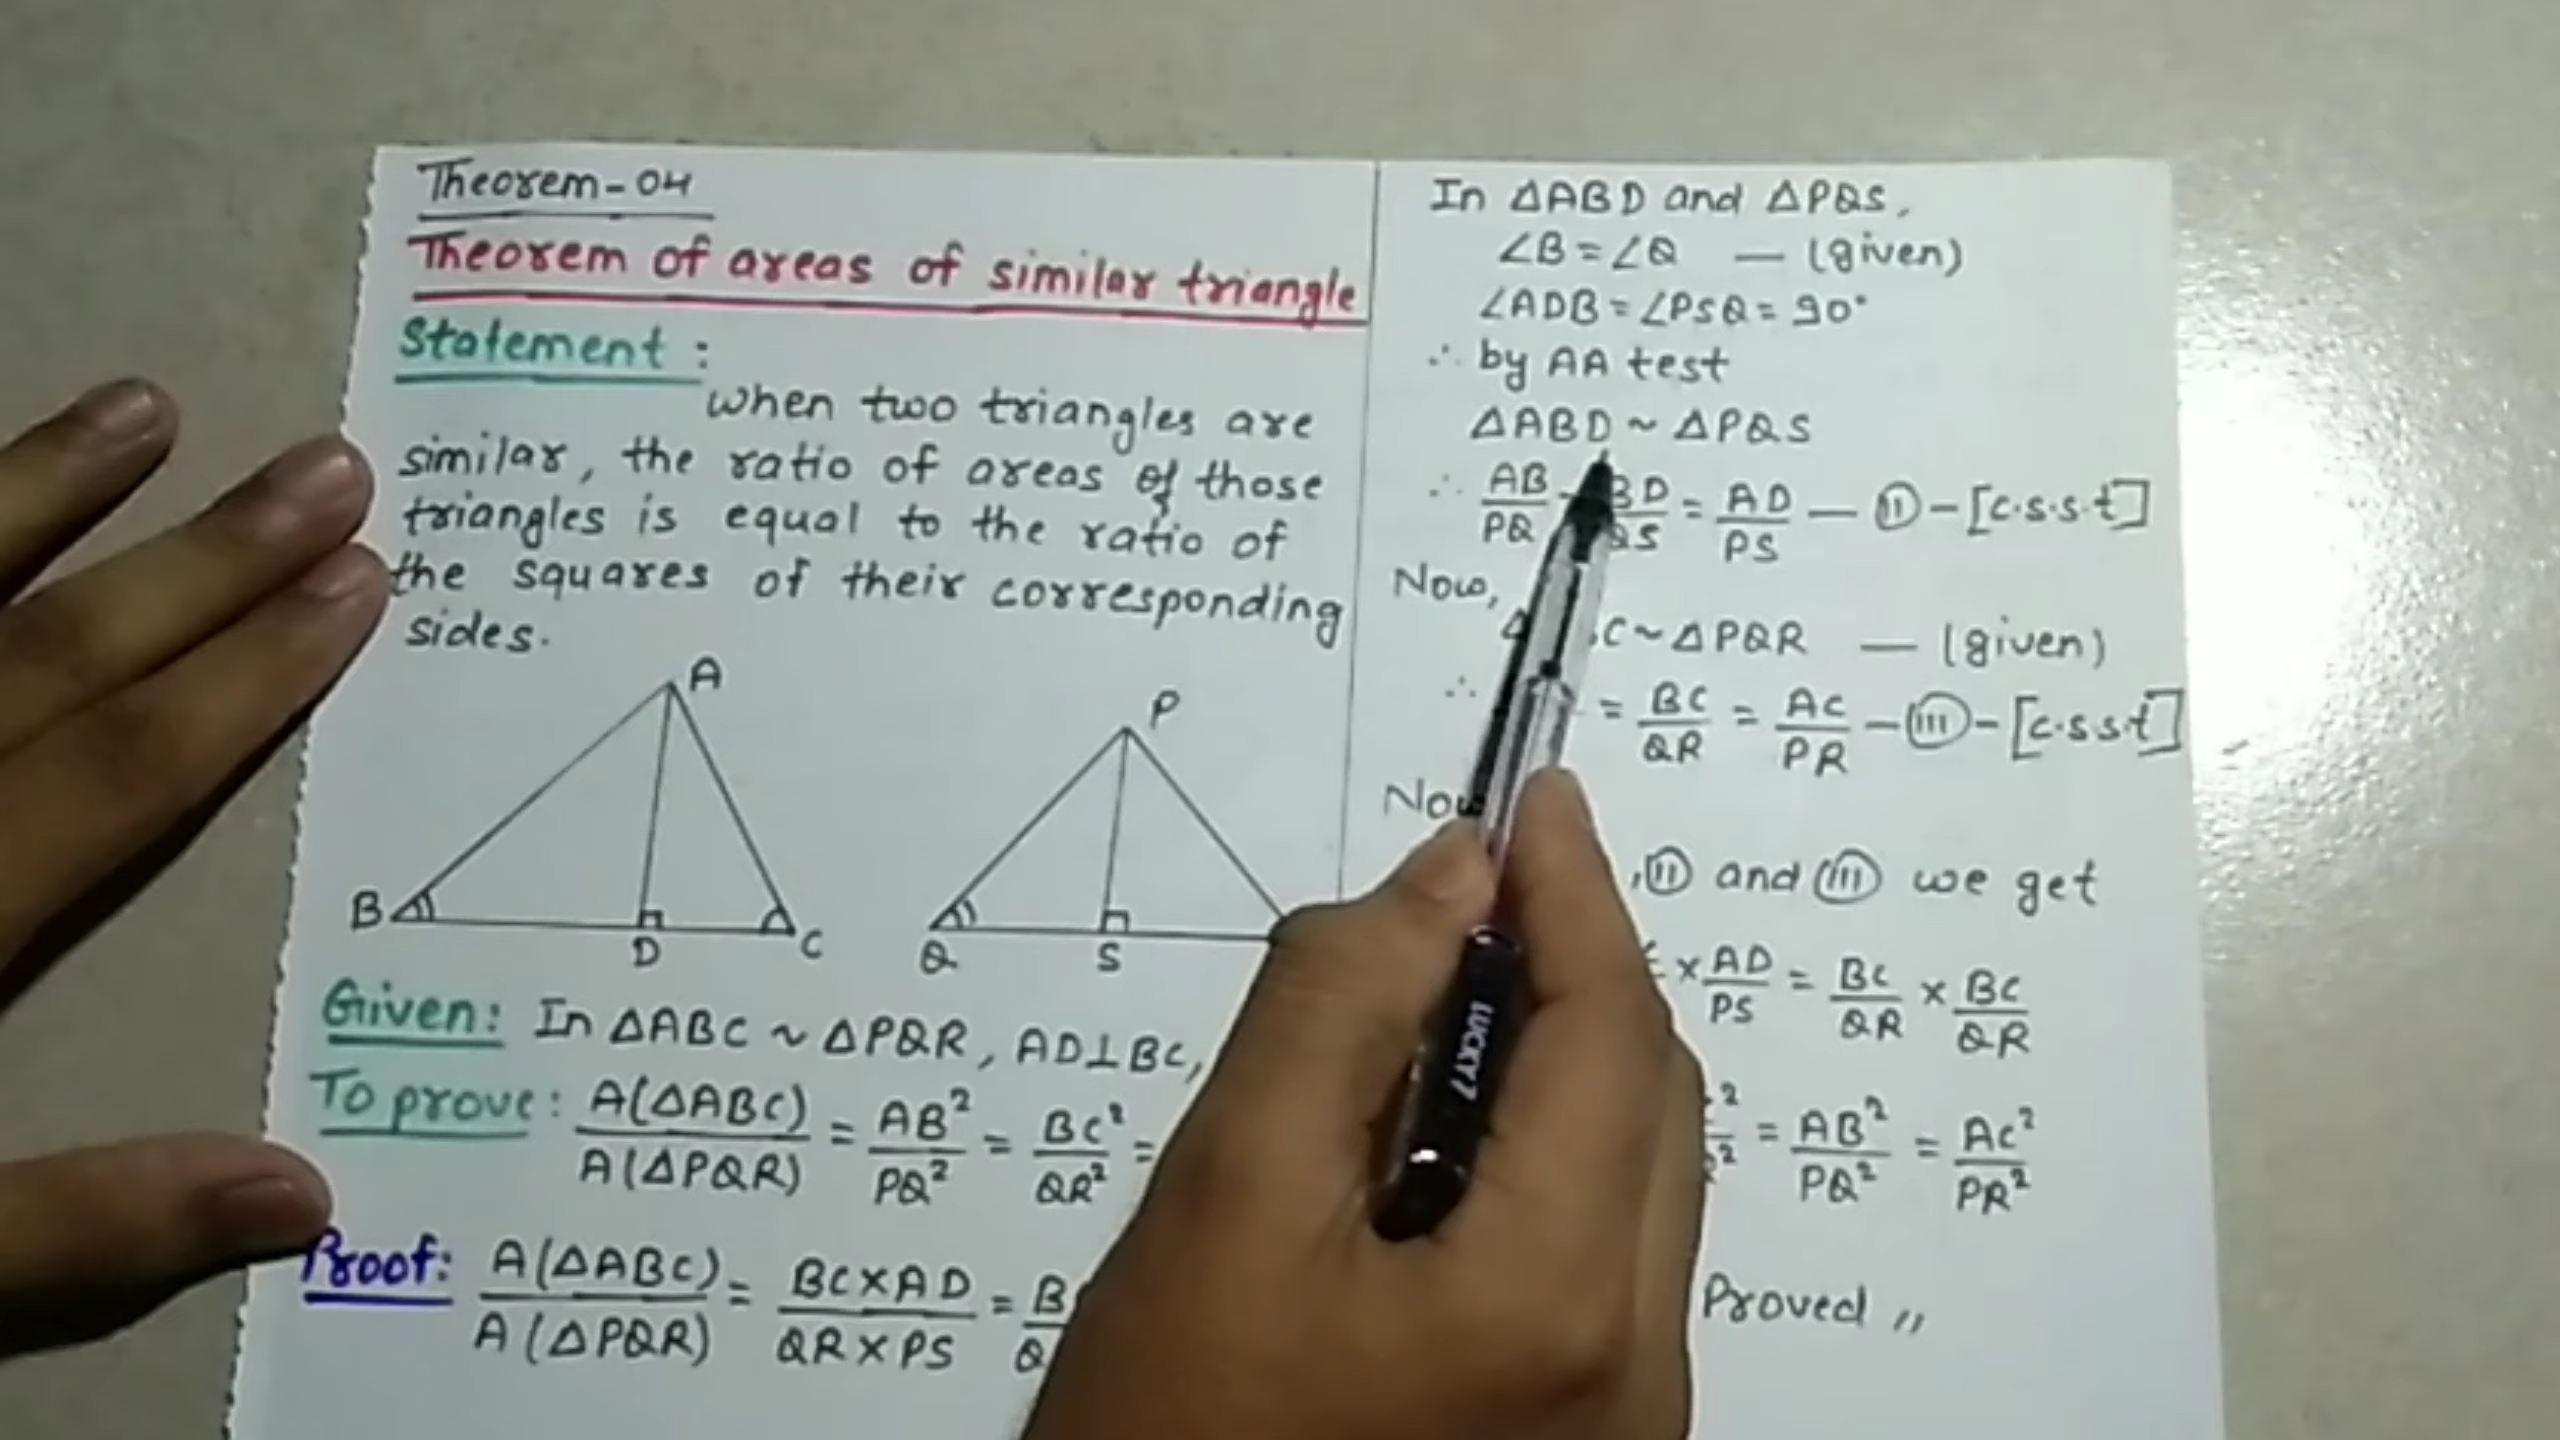 Theorem-04
Theorem of areas of similar triangle
Statement :
When two triangles are
similar, the ratio of areas of those
triangles is equal to the ratio of
the squares of their corresponding
sides.
A
P
B
D
C
Q
S
Given: In ΔABC ~ ΔPQR, AD⊥BC,
To prove: A(ΔABC)/A(ΔPQR) = AB²/PQ² = BC²/QR² =
Proof: A(ΔABC)/A(ΔPQR) = BC×AD/QR×PS =
In ΔABD and ΔPQS,
∠B = ∠Q — (given)
∠ADB = ∠PSQ = 90°
∴ by AA test
ΔABD ~ ΔPQS
∴ AB/PQ BD/QS = AD/PS — (II) - [c.s.s.t]
Now,
ΔPQR — (given)
∴ = BC/QR = AC/PR — (III) - [c.s.s.t]
, (II) and (III) we get
× AD/PS = BC/QR × BC/QR
= AB²/PQ² = AC²/PR²
Proved ,,
LUCKY7